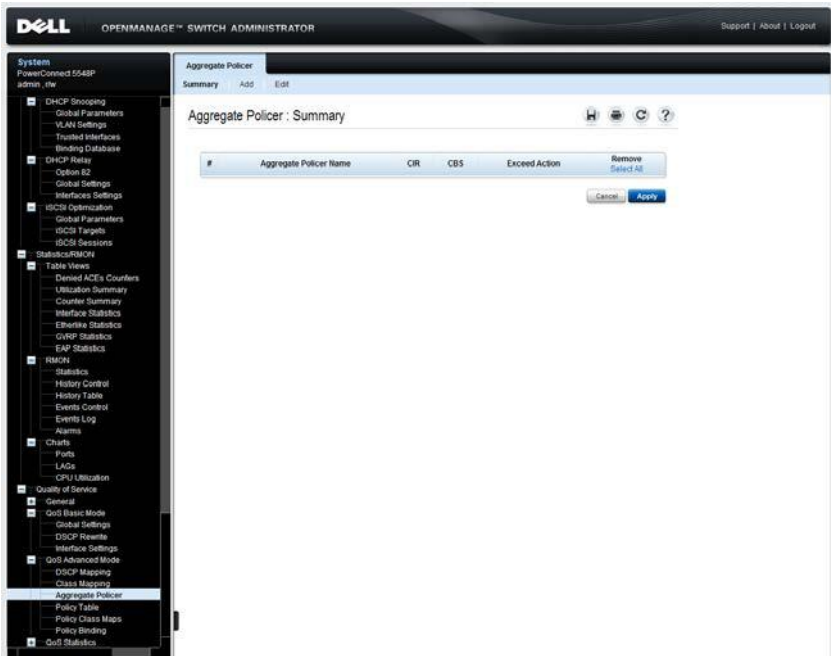 DELL
OPENMANAGE™ SWITCH ADMINISTRATOR
Support | About | Logout
System
PowerConnect 5548P
admin , r/w
DHCP Snooping
Global Parameters
VLAN Settings
Trusted Interfaces
Binding Database
DHCP Relay
Option 82
Global Settings
Interfaces Settings
iSCSI Optimization
Global Parameters
iSCSI Targets
iSCSI Sessions
Statistics/RMON
Table Views
Denied ACEs Counters
Utilization Summary
Counter Summary
Interface Statistics
Etherlike Statistics
GVRP Statistics
EAP Statistics
RMON
Statistics
History Control
History Table
Events Control
Events Log
Alarms
Charts
Ports
LAGs
CPU Utilization
Quality of Service
General
QoS Basic Mode
Global Settings
DSCP Rewrite
Interface Settings
QoS Advanced Mode
DSCP Mapping
Class Mapping
Aggregate Policer
Policy Table
Policy Class Maps
Policy Binding
QoS Statistics
Aggregate Policer
Summary Add Edit
Aggregate Policer : Summary
?
# Aggregate Policer Name CIR CBS Exceed Action Remove
Select All
Cancel Apply